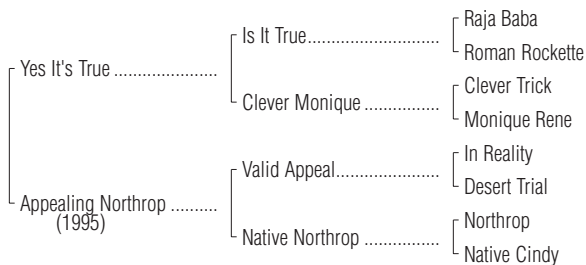 Raja Baba
Is It True
Roman Rockette
Yes It's True
Clever Trick
Clever Monique
Monique Rene
In Reality
Valid Appeal
Desert Trial
Appealing Northrop
(1995)
Northrop
Native Northrop
Native Cindy